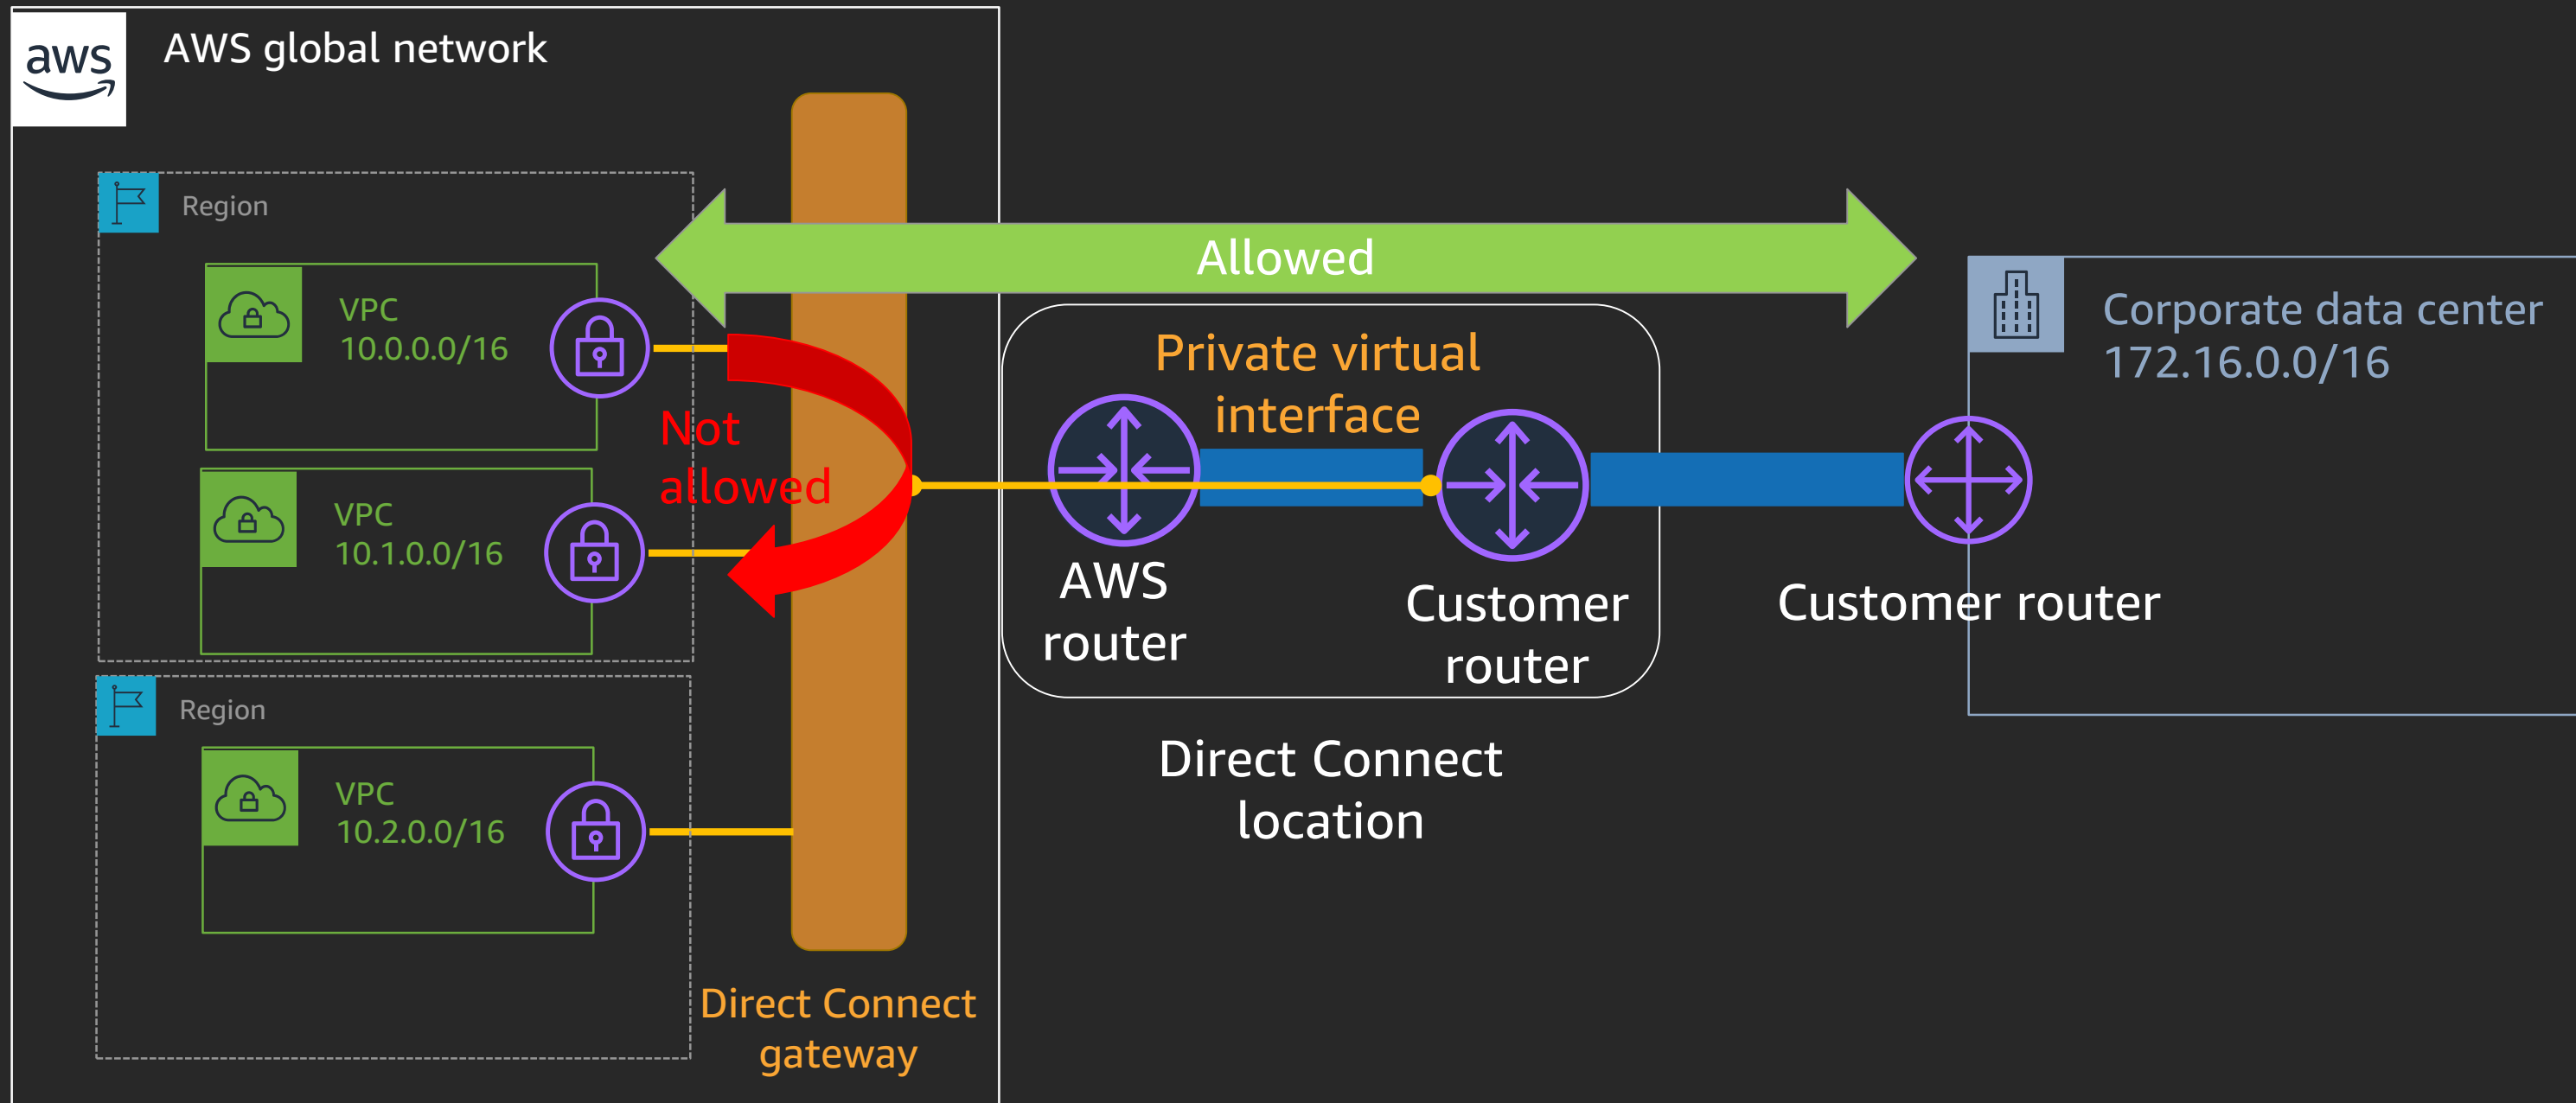 aws
AWS global network
Region
Allowed
VPC
10.0.0.0/16
Not
allowed
VPC
10.1.0.0/16
Region
VPC
10.2.0.0/16
Direct Connect
gateway
Private virtual
interface
AWS
router
Customer
router
Direct Connect
location
Corporate data center
172.16.0.0/16
Customer router